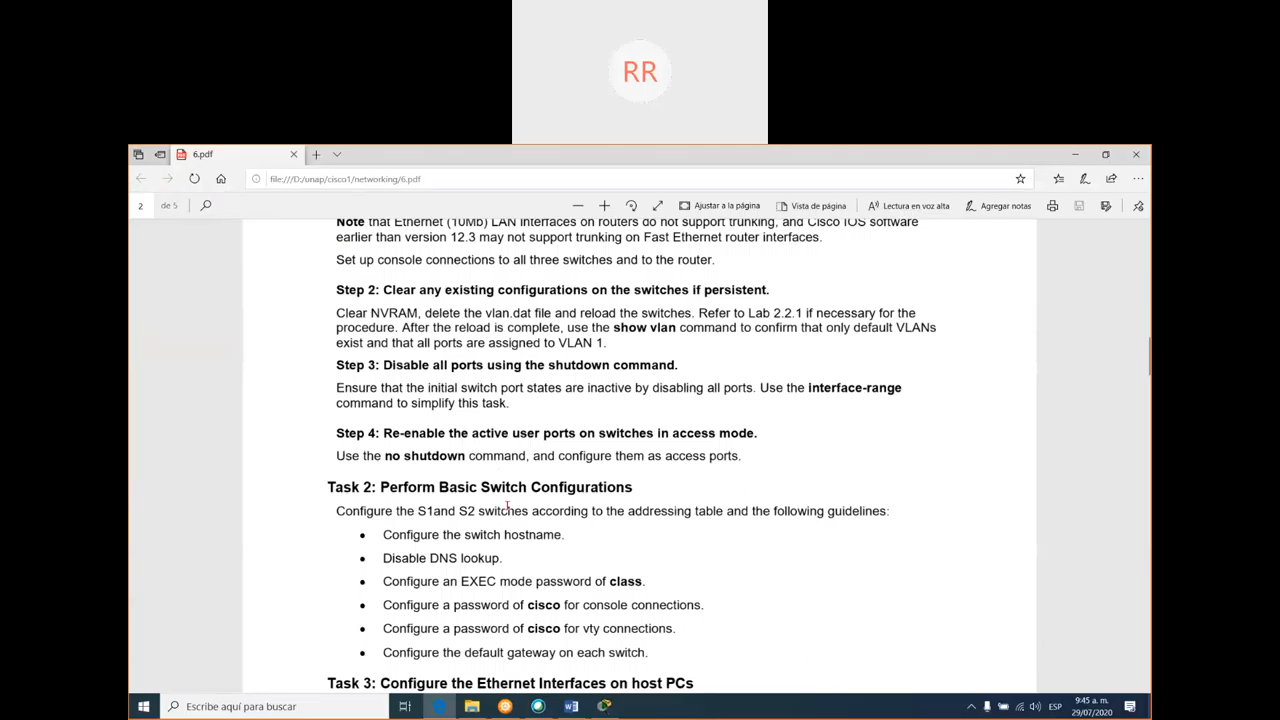 RR
6.pdf
file:///D:/unap/cisco1/networking/6.pdf
2 de 5
Ajustar a la página
Vista de página
Lectura en voz alta
Agregar notas
Note that Ethernet (10Mb) LAN interfaces on routers do not support trunking, and Cisco IOS software
earlier than version 12.3 may not support trunking on Fast Ethernet router interfaces.
Set up console connections to all three switches and to the router.
Step 2: Clear any existing configurations on the switches if persistent.
Clear NVRAM, delete the vlan.dat file and reload the switches. Refer to Lab 2.2.1 if necessary for the
procedure. After the reload is complete, use the show vlan command to confirm that only default VLANs
exist and that all ports are assigned to VLAN 1.
Step 3: Disable all ports using the shutdown command.
Ensure that the initial switch port states are inactive by disabling all ports. Use the interface-range
command to simplify this task.
Step 4: Re-enable the active user ports on switches in access mode.
Use the no shutdown command, and configure them as access ports.
Task 2: Perform Basic Switch Configurations
Configure the S1and S2 switches according to the addressing table and the following guidelines:
• Configure the switch hostname.
• Disable DNS lookup.
• Configure an EXEC mode password of class.
• Configure a password of cisco for console connections.
• Configure a password of cisco for vty connections.
• Configure the default gateway on each switch.
Task 3: Configure the Ethernet Interfaces on host PCs
Escribe aquí para buscar
ESP
9:45 a. m.
29/07/2020